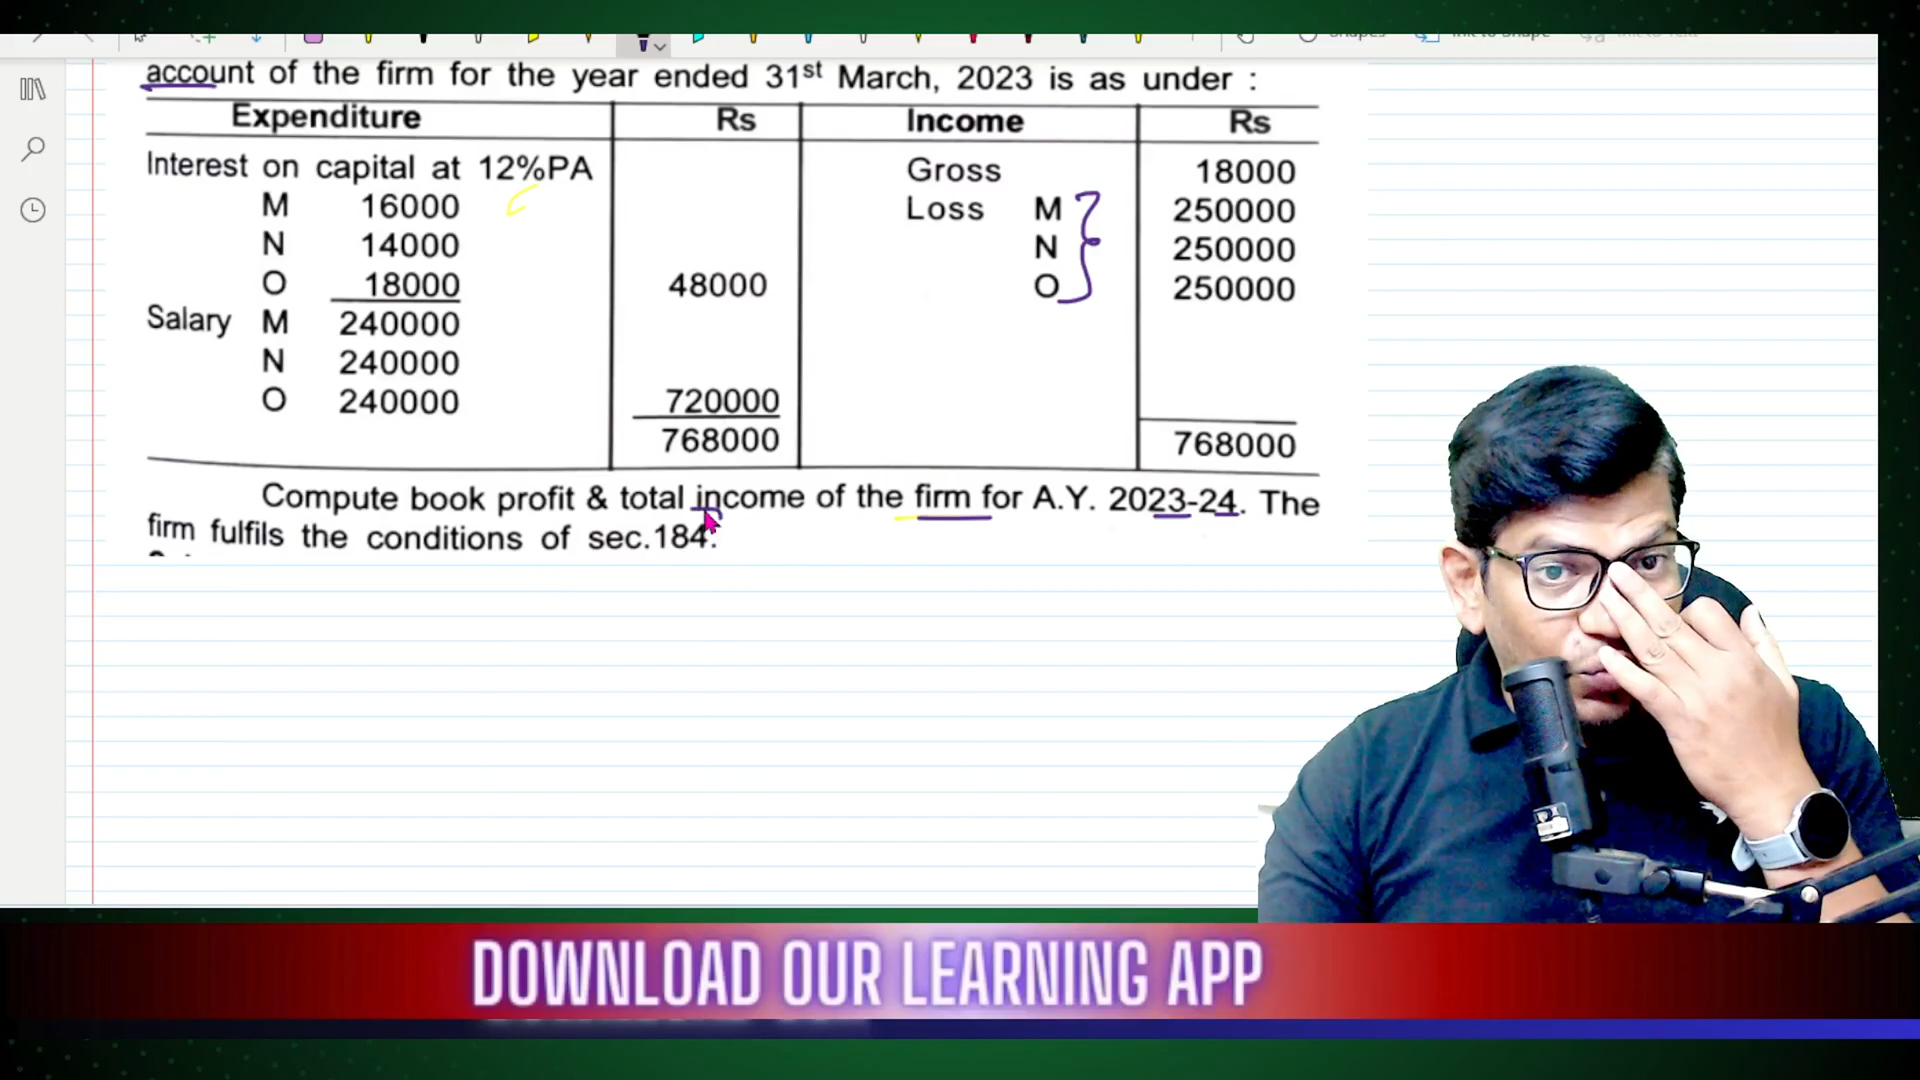 account of the firm for the year ended 31st March, 2023 is as under :
Expenditure Rs Income Rs
Interest on capital at 12%PA Gross 18000
M 16000 Loss M 250000
N 14000 N 250000
O 18000 48000 O 250000
Salary M 240000
N 240000
O 240000 720000
768000 768000
Compute book profit & total income of the firm for A.Y. 2023-24. The
firm fulfils the conditions of sec.184.
DOWNLOAD OUR LEARNING APP